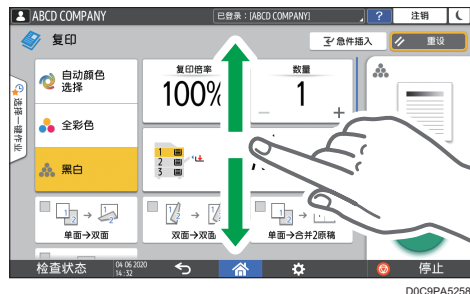 ABCD COMPANY
已登录：[ABCD COMPANY]
?
注销
复印
急件插入
重设
选择一键作业
自动颜色
选择
全彩色
黑白
复印倍率
100%
数量
1
1
2
3
单面→双面
双面→双面
单面→合并2原稿
检查状态
04 06 2020
14:32
停止
D0C9PA5258